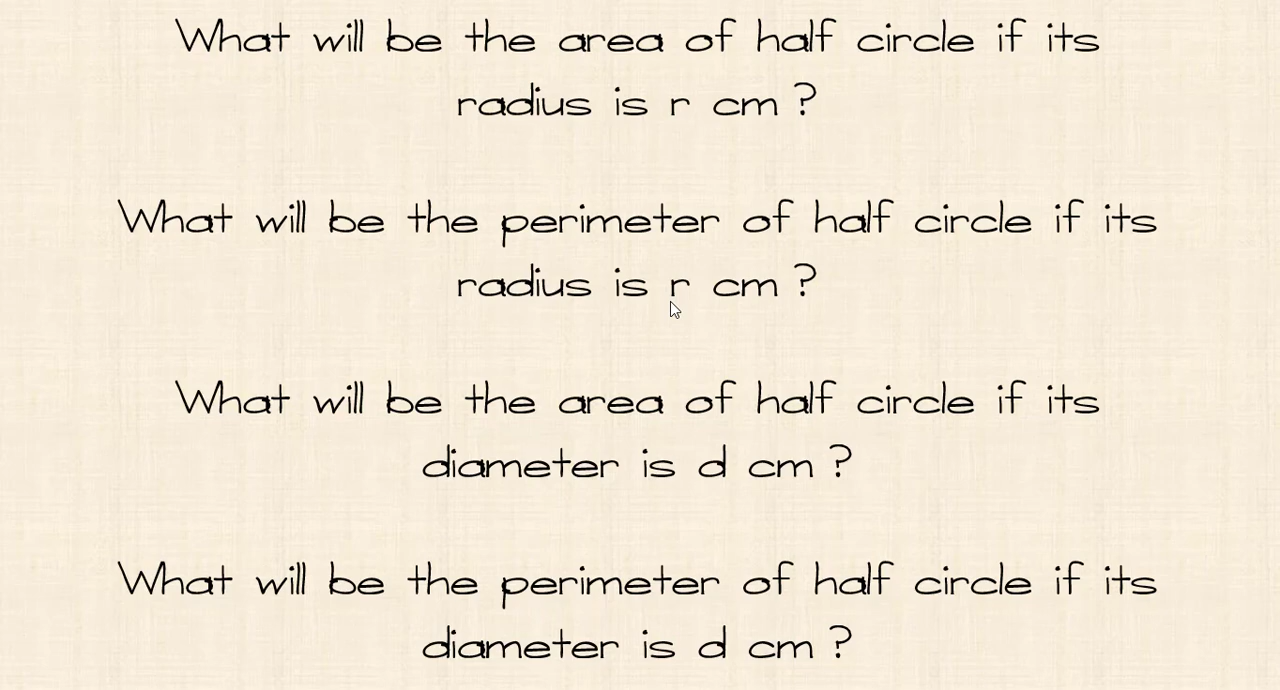 What will be the area of half circle if its
radius is r cm ?
What will be the perimeter of half circle if its
radius is r cm ?
What will be the area of half circle if its
diameter is d cm ?
What will be the perimeter of half circle if its
diameter is d cm ?